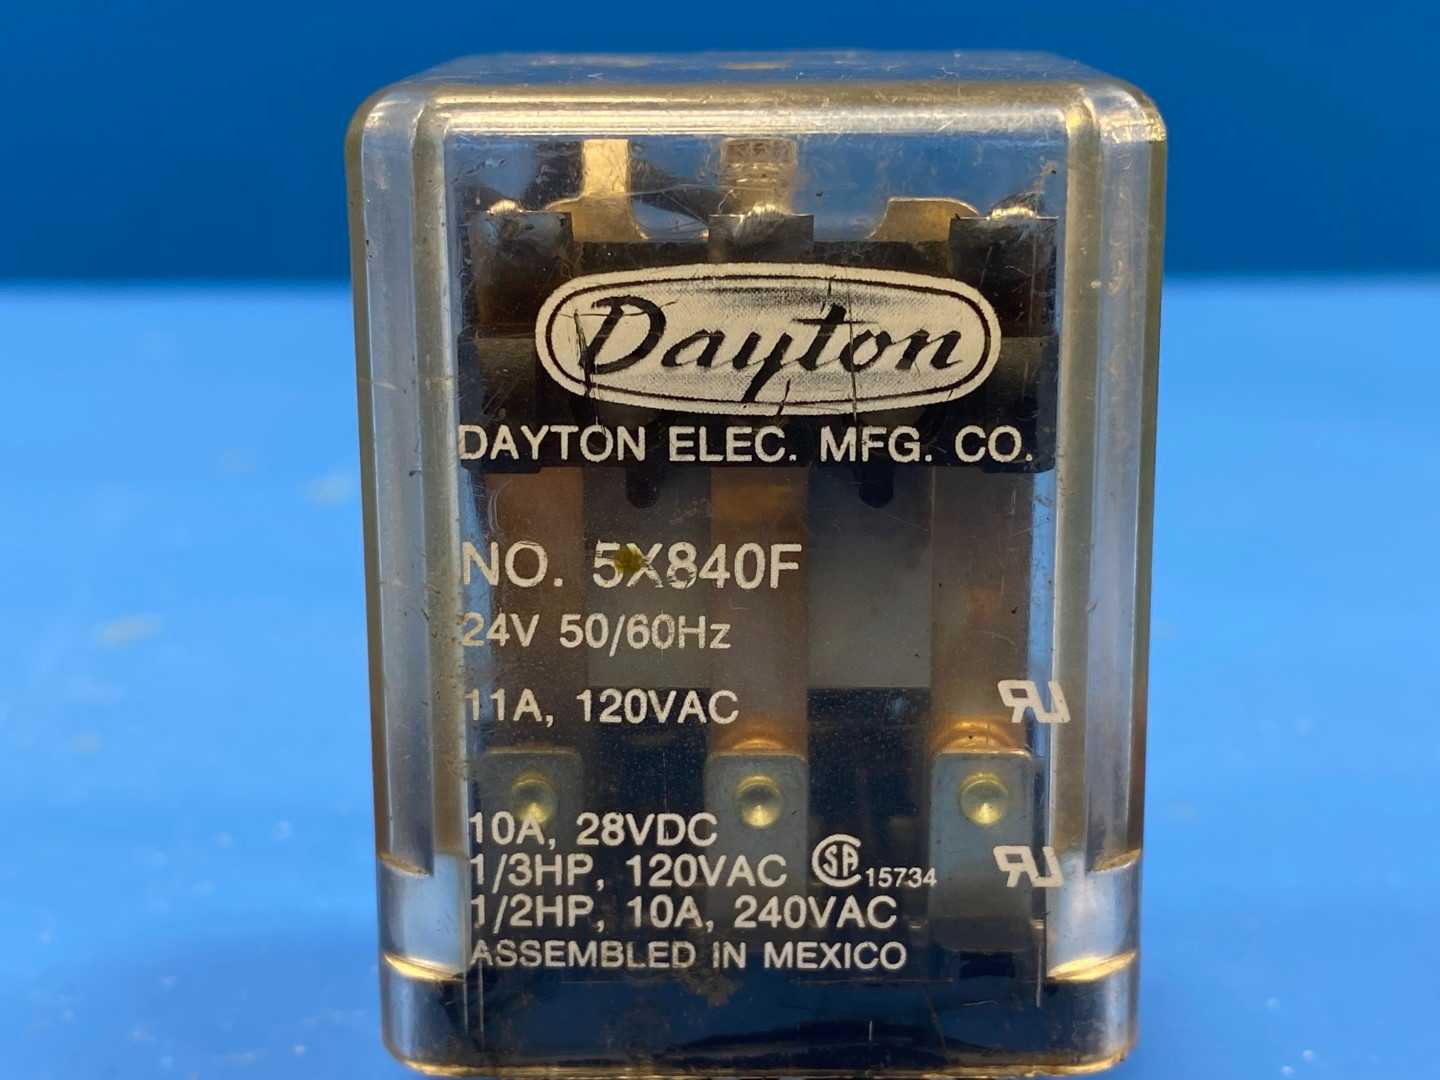 Dayton
DAYTON ELEC. MFG. CO.
NO. 5X840F
24V 50/60Hz
11A, 120VAC
10A, 28VDC
1/3HP, 120VAC SA 15734
1/2HP, 10A, 240VAC
ASSEMBLED IN MEXICO